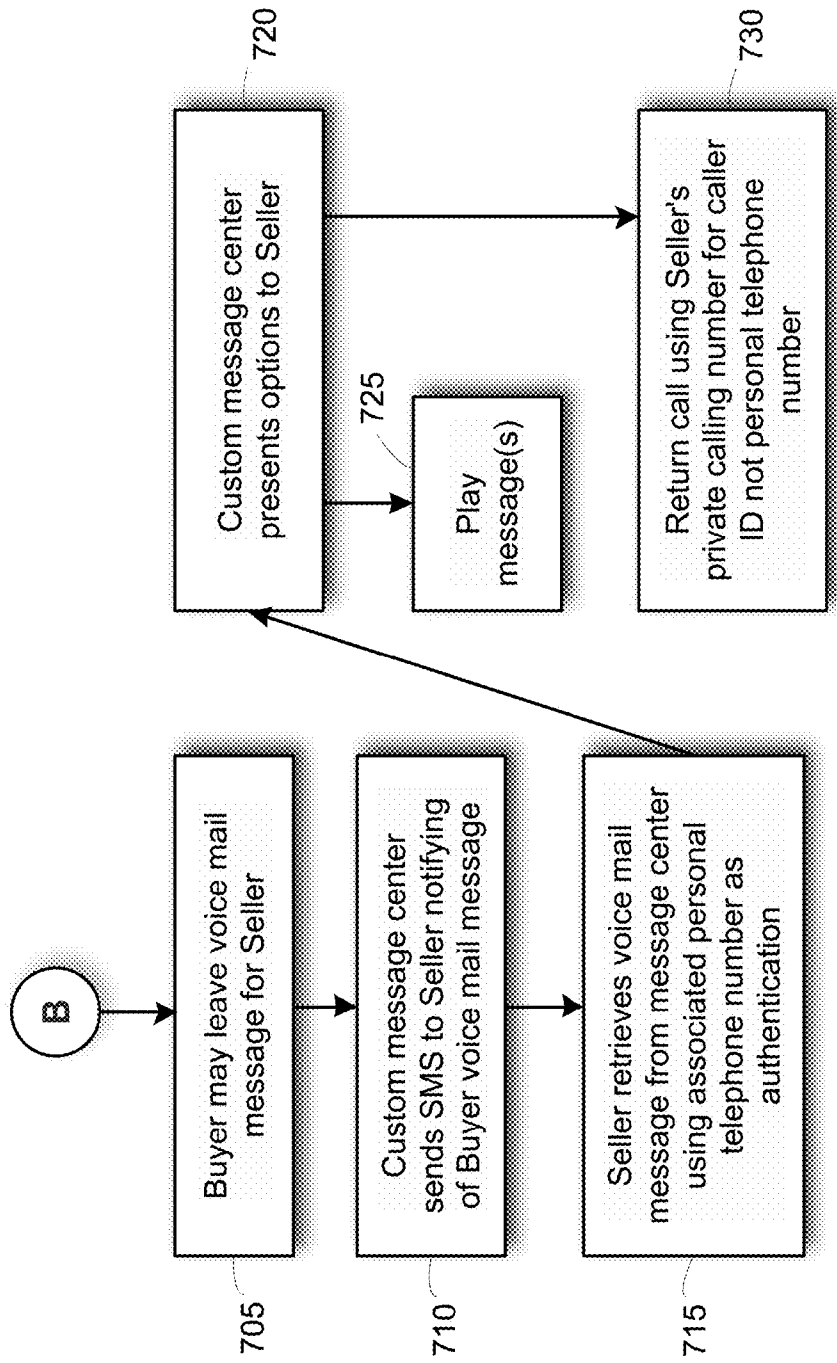 B
705
Buyer may leave voice mail
message for Seller
710
Custom message center
sends SMS to Seller notifying
of Buyer voice mail message
715
Seller retrieves voice mail
message from message center
using associated personal
telephone number as
authentication
720
Custom message center
presents options to Seller
725
Play
message(s)
730
Return call using Seller's
private calling number for caller
ID not personal telephone
number